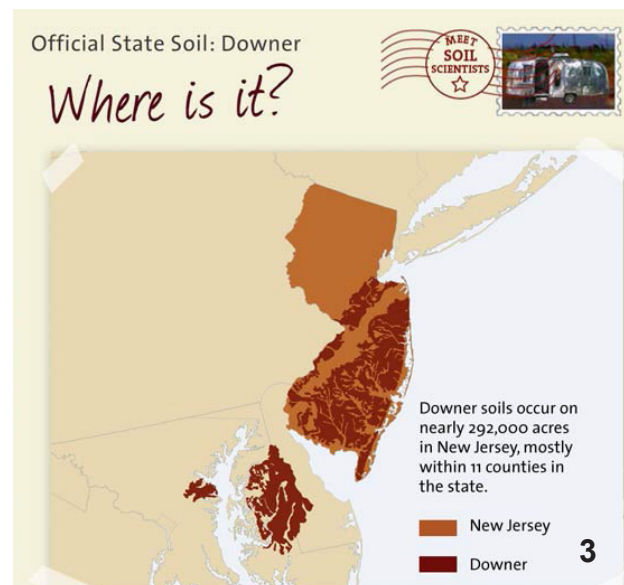 Official State Soil: Downer
MEET
SOIL
SCIENTISTS
Where is it?
Downer soils occur on
nearly 292,000 acres
in New Jersey, mostly
within 11 counties in
the state.
New Jersey
Downer
3